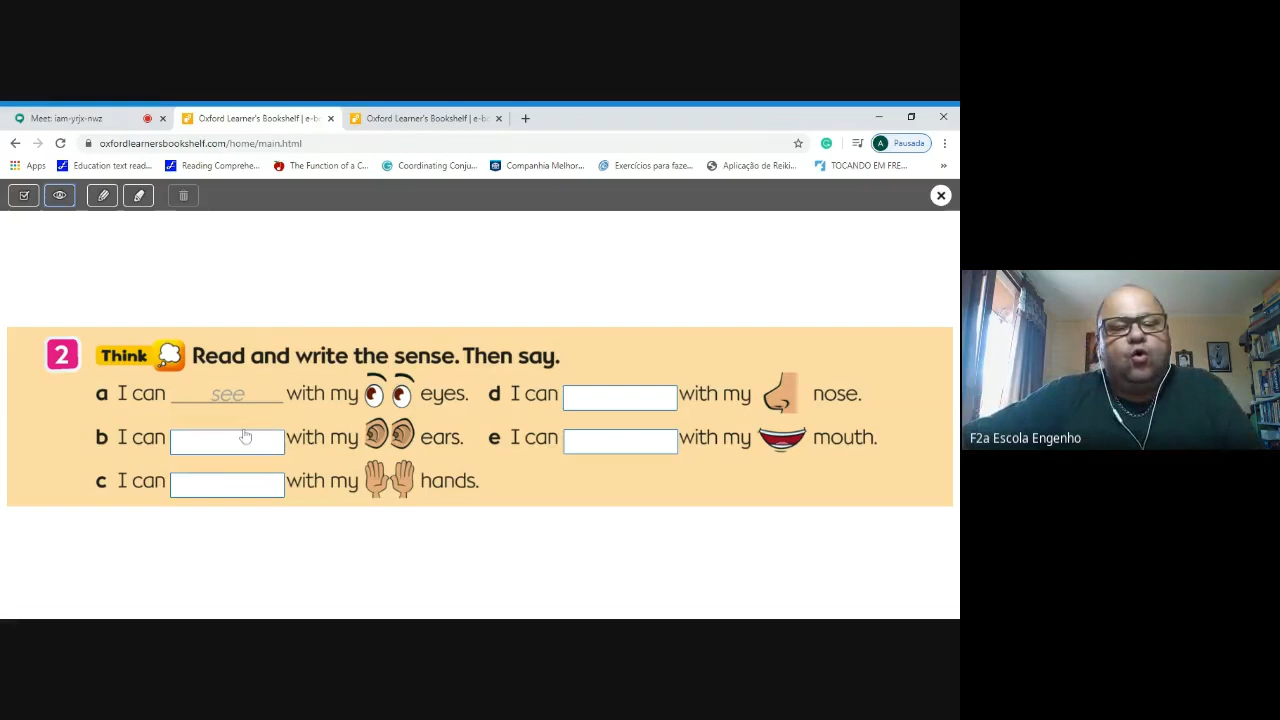 Meet: iam-yrjx-nwz
Oxford Learner's Bookshelf | e-bo
Oxford Learner's Bookshelf | e-bo
oxfordlearnersbookshelf.com/home/main.html
A Pausada
Apps
Education text read...
Reading Comprehe...
The Function of a C...
Coordinating Conju...
Companhia Melhor...
Exercícios para faze...
Aplicação de Reiki...
TOCANDO EM FRE...
2 Think Read and write the sense. Then say.
a I can see with my eyes.
b I can with my ears.
c I can with my hands.
d I can with my nose.
e I can with my mouth.
F2a Escola Engenho